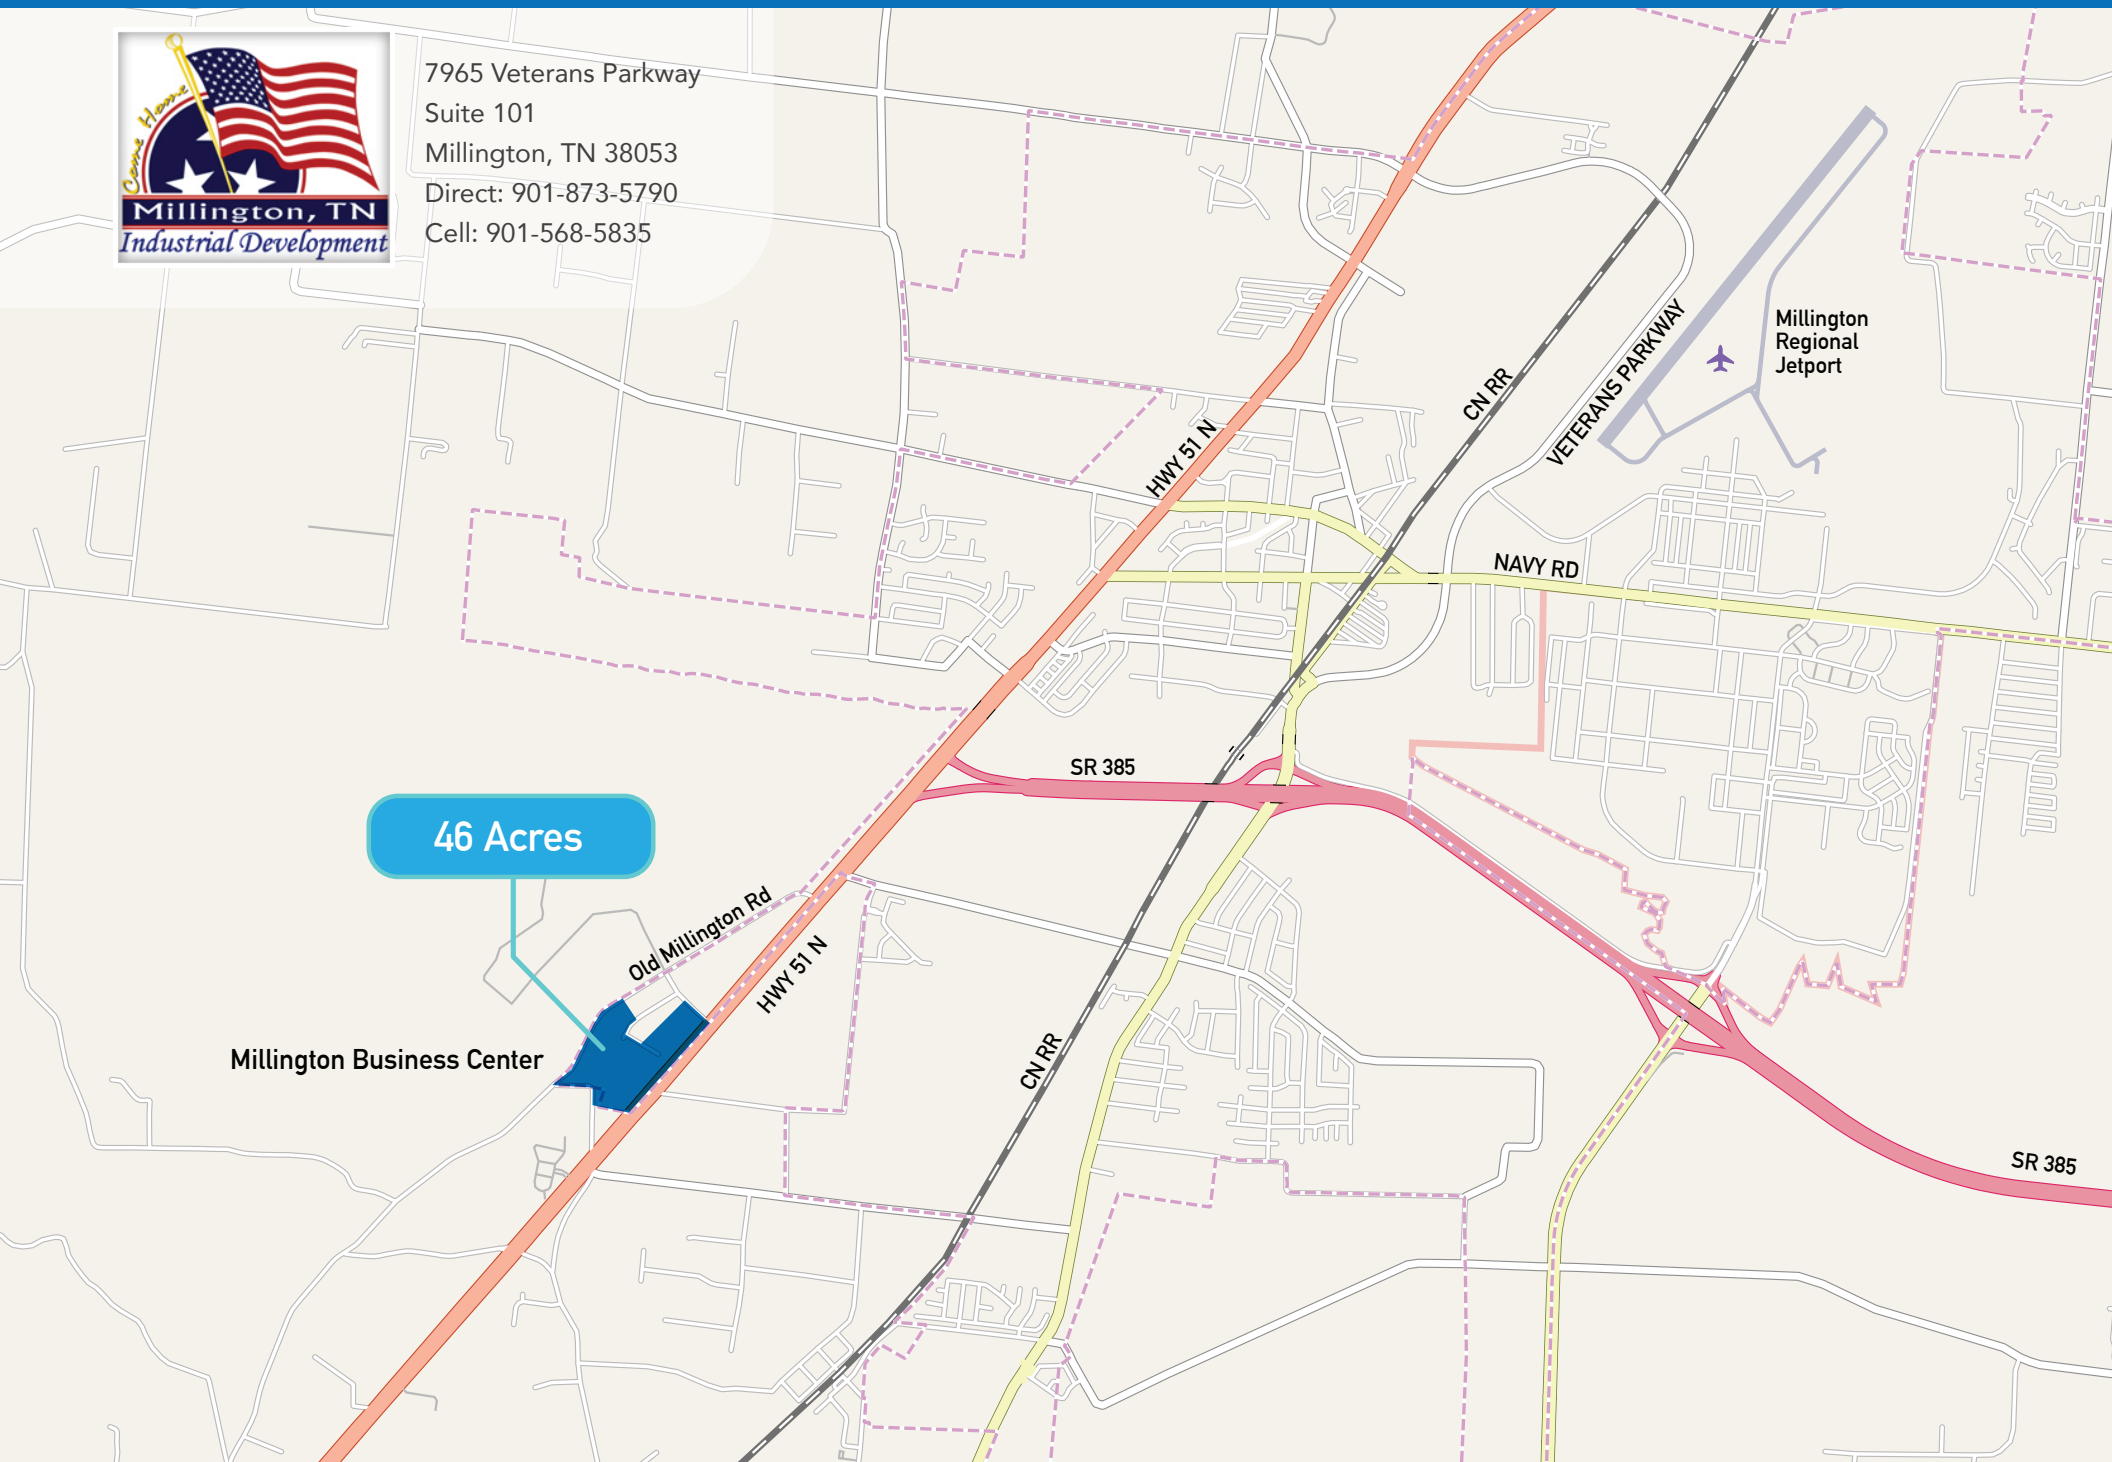 Come Home
Millington, TN
Industrial Development
7965 Veterans Parkway
Suite 101
Millington, TN 38053
Direct: 901-873-5790
Cell: 901-568-5835
Millington
Regional
Jetport
VETERANS PARKWAY
CN RR
HWY 51 N
NAVY RD
SR 385
46 Acres
Old Millington Rd
HWY 51 N
Millington Business Center
CN RR
SR 385